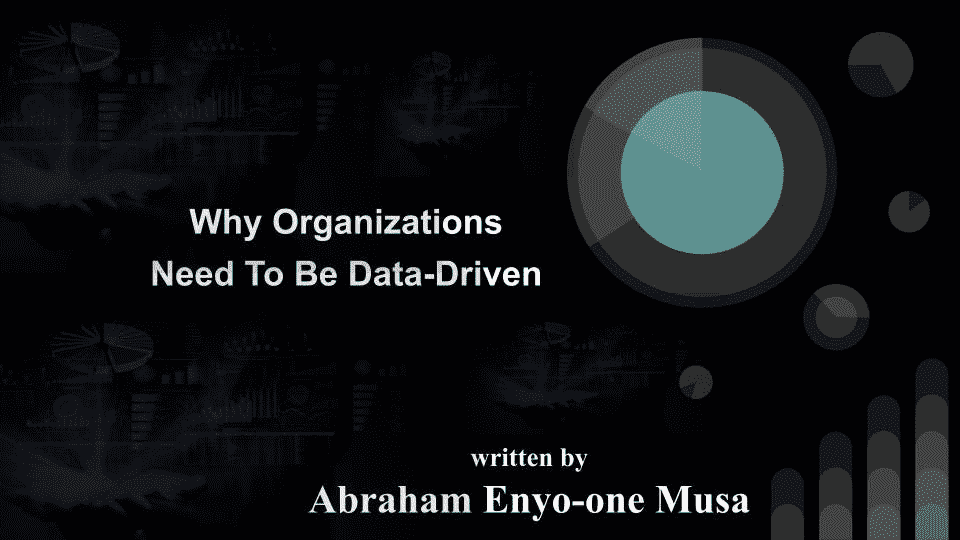 Why Organizations
Need To Be Data-Driven
written by
Abraham Enyo-one Musa